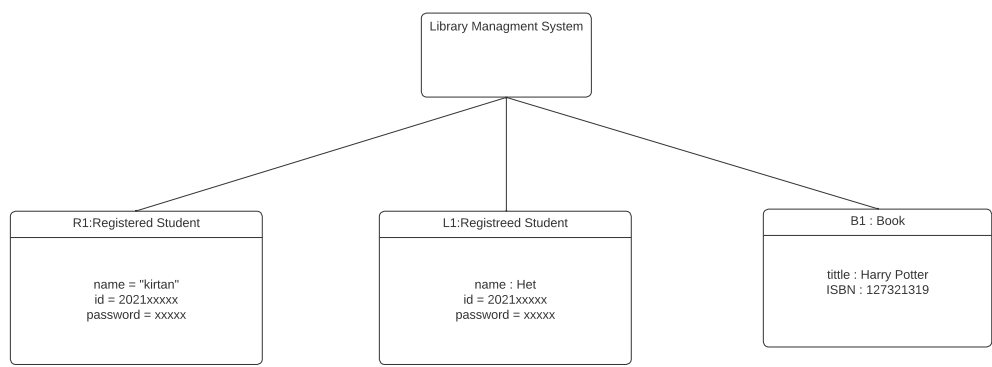 Library Managment System
R1:Registered Student
name = "kirtan"
id = 2021xxxxx
password = xxxxx
L1:Registreed Student
name : Het
id = 2021xxxxx
password = xxxxx
B1 : Book
tittle : Harry Potter
ISBN : 127321319